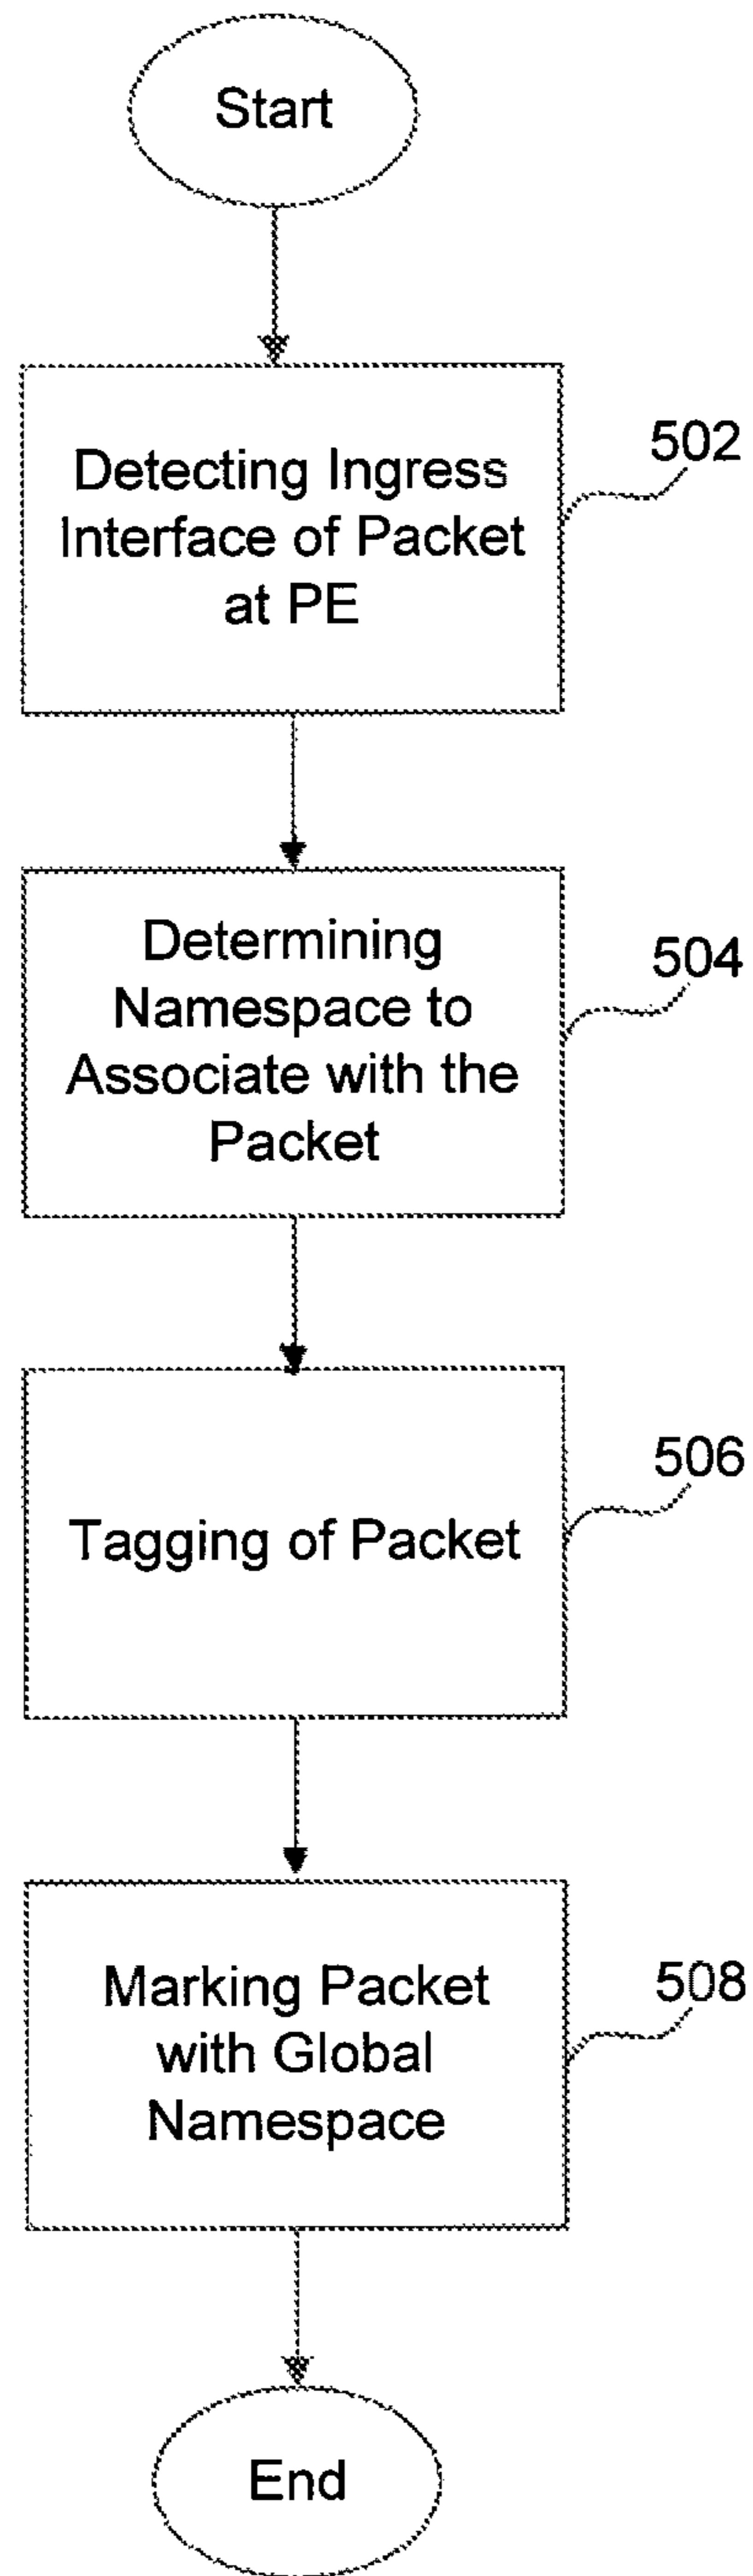 Start
Detecting Ingress
Interface of Packet
at PE
502
Determining
Namespace to
Associate with the
Packet
504
Tagging of Packet
506
Marking Packet
with Global
Namespace
508
End